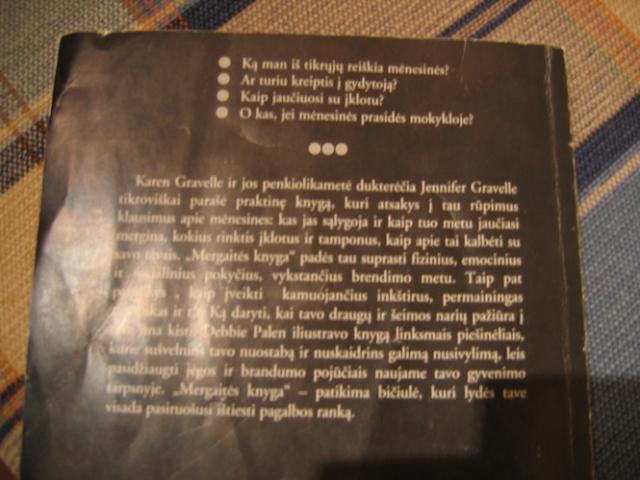 Ką man iš tikrųjų reiškia mėnesinės?
Ar turiu kreiptis į gydytoją?
Kaip jaučiuosi su įklotu?
O kas, jei mėnesinės prasidės mokykloje?
Karen Gravelle ir jos penkiolikametė dukterėčia Jennifer Gravelle
tikroviškai parašė praktinę knygą, kuri atsakys į tau rūpimus
klausimus apie mėnesines: kas jas sąlygoja ir kaip tuo metu jaučiasi
mergina, kokius rinktis įklotus ir tamponus, kaip apie tai kalbėti su
savo tėvais. „Mergaitės knyga“ padės tau suprasti fizinius, emocinius
ir socialinius pokyčius, vykstančius brendimo metu. Taip pat
, kaip įveikti kamuojančius inkštirus, permainingas
ir t.t. Ką daryti, kai tavo draugų ir šeimos narių pažiūra į
ima kisti. Debbie Palen iliustravo knygą linksmais piešinėliais,
kurie sušvelnins tavo nuostabą ir nuskaidrins galimą nusivylimą, leis
pasidžiaugti jėgos ir brandumo pojūčiais naujame tavo gyvenimo
tarpsnyje. „Mergaitės knyga“ – patikima bičiulė, kuri lydės tave
visada pasiruošusi ištiesti pagalbos ranką.